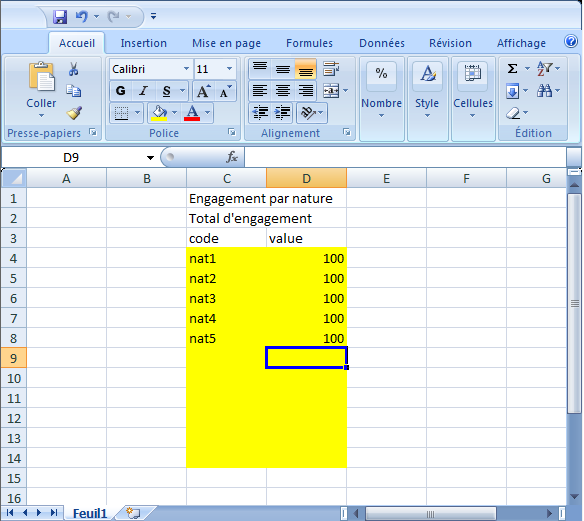 Accueil Insertion Mise en page Formules Données Révision Affichage
Calibri 11
Coller
G I S A A
Nombre Style Cellules
Presse-papiers Police Alignement Édition
D9 fx
A B C D E F G
1 Engagement par nature
2 Total d'engagement
3 code value
4 nat1 100
5 nat2 100
6 nat3 100
7 nat4 100
8 nat5 100
9
10
11
12
13
14
15
16
Feuil1